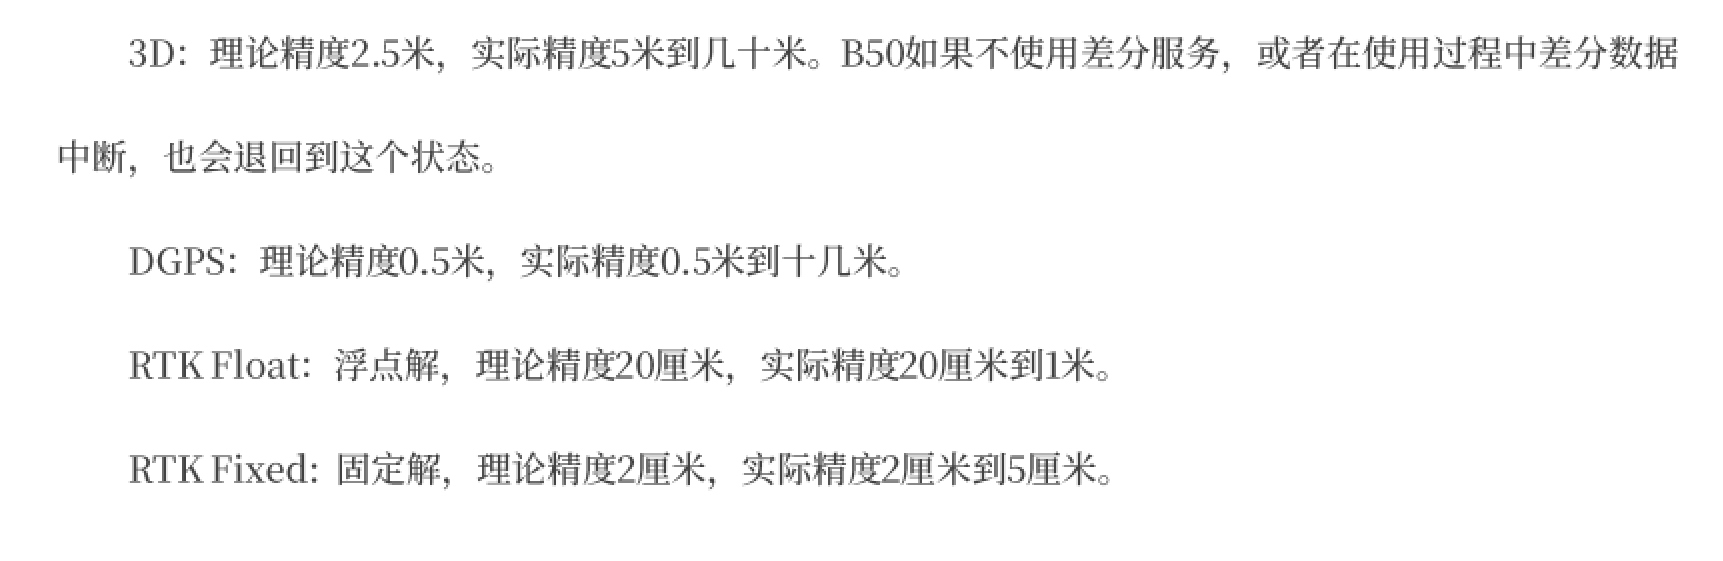 3D：理论精度2.5米，实际精度5米到几十米。B50如果不使用差分服务，或者在使用过程中差分数据
中断，也会退回到这个状态。
DGPS：理论精度0.5米，实际精度0.5米到十几米。
RTK Float：浮点解，理论精度20厘米，实际精度20厘米到1米。
RTK Fixed: 固定解，理论精度2厘米，实际精度2厘米到5厘米。